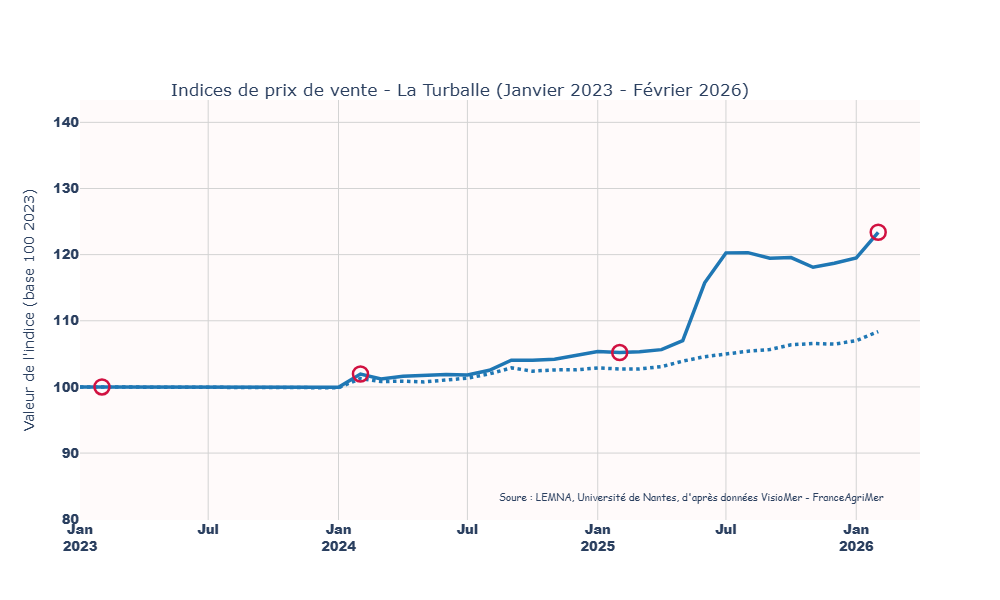 Indices de prix de vente - La Turballe (Janvier 2023 - Février 2026)
Valeur de l'indice (base 100 2023)
140
130
120
110
100
90
80
Soure : LEMNA, Université de Nantes, d'après données VisioMer - FranceAgriMer
Jan Jul Jan Jul Jan Jul Jan
2023 2024 2025 2026